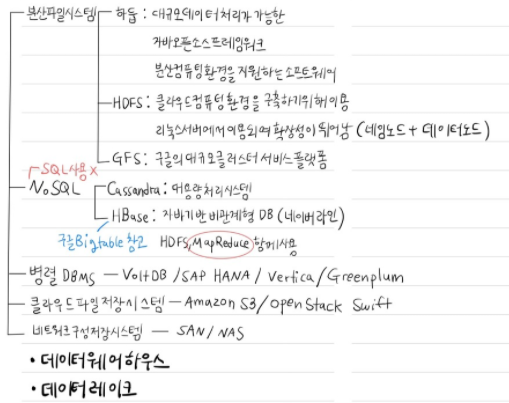 분산파일시스템 하둡 : 대규모데이터처리가 가능한
자바오픈소스프레임워크
분산컴퓨팅환경을 지원하는 소프트웨어
HDFS : 클라우드컴퓨팅환경을 구축하기위해 이용
리눅스서버에서 이용되며 확장성이 뛰어남 (네임노드 + 데이터노드)
GFS : 구글의 대규모클러스터 서비스 플랫폼
SQL사용 X
NoSQL Cassandra : 대용량처리시스템
HBase : 자바기반 비관계형 DB (네이버라인)
구글Bigtable참고 HDFS, MapReduce 함께사용
병렬 DBMS — VoltDB / SAP HANA / Vertica / Greenplum
클라우드파일저장시스템 — Amazon S3 / OpenStack Swift
네트워크구성저장시스템 — SAN / NAS
• 데이터웨어하우스
• 데이터레이크